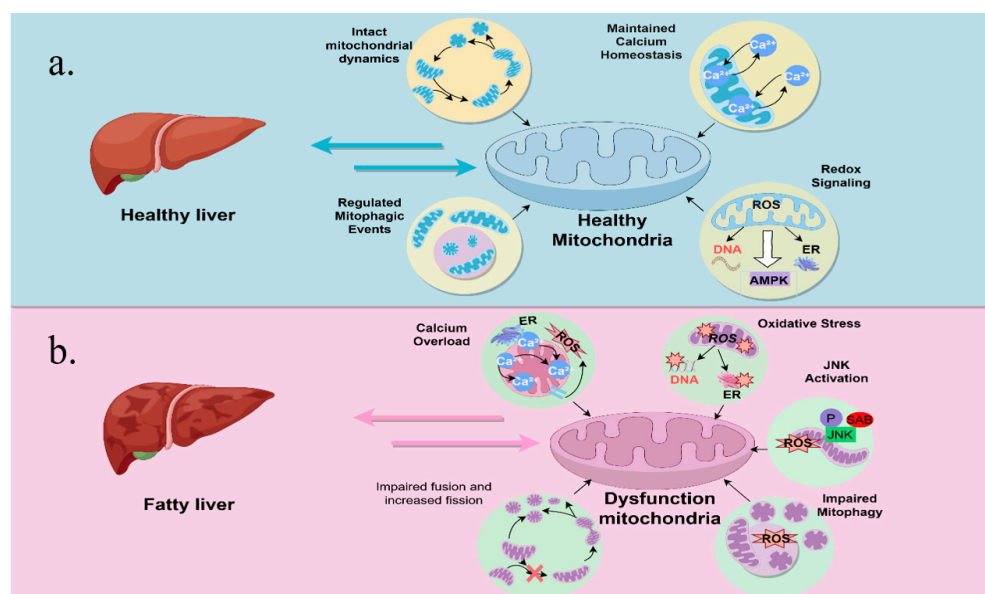 a.
Intact
mitochondrial
dynamics
Maintained
Calcium
Homeostasis
Ca²⁺
Ca²⁺
Ca²⁺
Ca²⁺
Healthy liver
Regulated
Mitophagic
Events
Healthy
Mitochondria
Redox
Signaling
ROS
DNA
ER
AMPK
b.
Calcium
Overload
ER
ROS
Ca²⁺
Ca²⁺
Ca²⁺
Ca²⁺
Oxidative Stress
ROS
DNA
ER
JNK
Activation
P
SAB
JNK
ROS
Fatty liver
Impaired fusion and
increased fission
Dysfunction
mitochondria
Impaired
Mitophagy
ROS